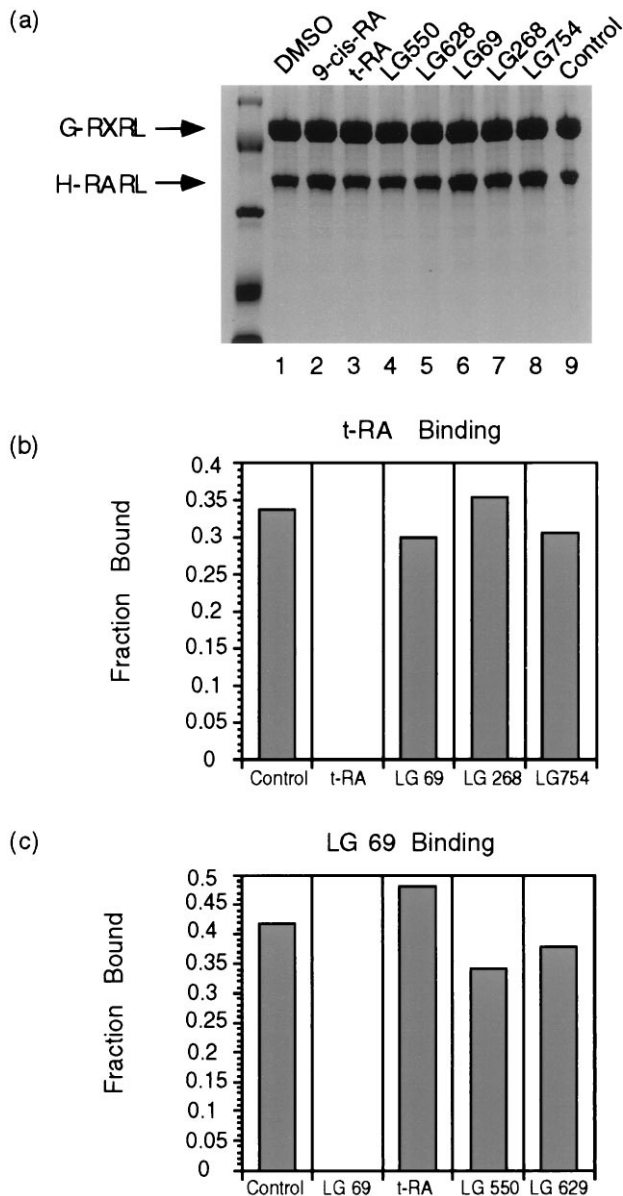 (a)
DMSO 9-cis-RA t-RA LG550 LG628 LG69 LG268 LG754 Control
G-RXRL
H-RARL
1 2 3 4 5 6 7 8 9
(b)
t-RA Binding
Fraction Bound
0.4
0.35
0.3
0.25
0.2
0.15
0.1
0.05
0
Control t-RA LG 69 LG 268 LG754
(c)
LG 69 Binding
Fraction Bound
0.5
0.45
0.4
0.35
0.3
0.25
0.2
0.15
0.1
0.05
0
Control LG 69 t-RA LG 550 LG 629